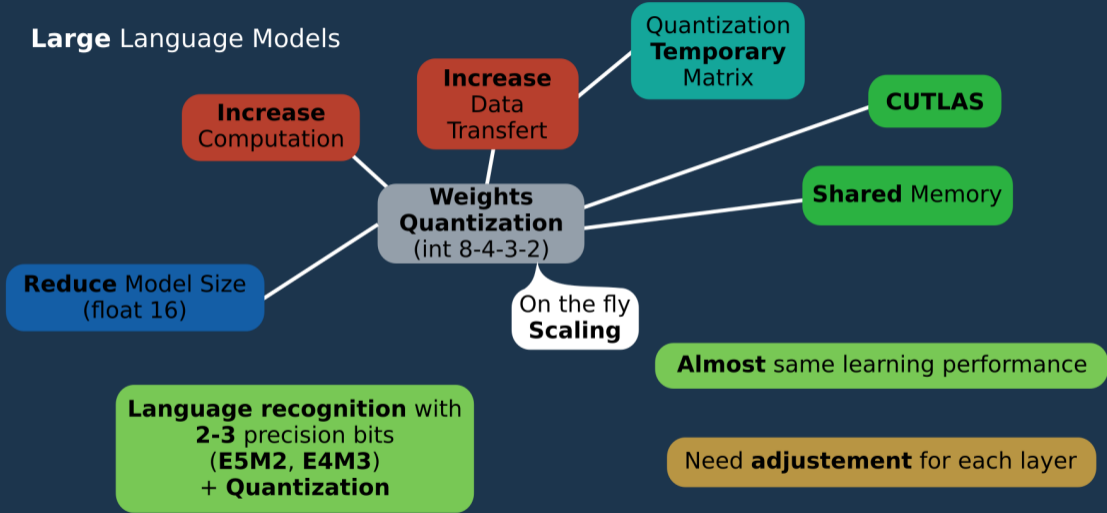 Large Language Models
Quantization
Temporary
Matrix
Increase
Data
Transfert
Increase
Computation
CUTLAS
Weights
Quantization
(int 8-4-3-2)
Shared Memory
Reduce Model Size
(float 16)
On the fly
Scaling
Almost same learning performance
Language recognition with
2-3 precision bits
(E5M2, E4M3)
+ Quantization
Need adjustement for each layer